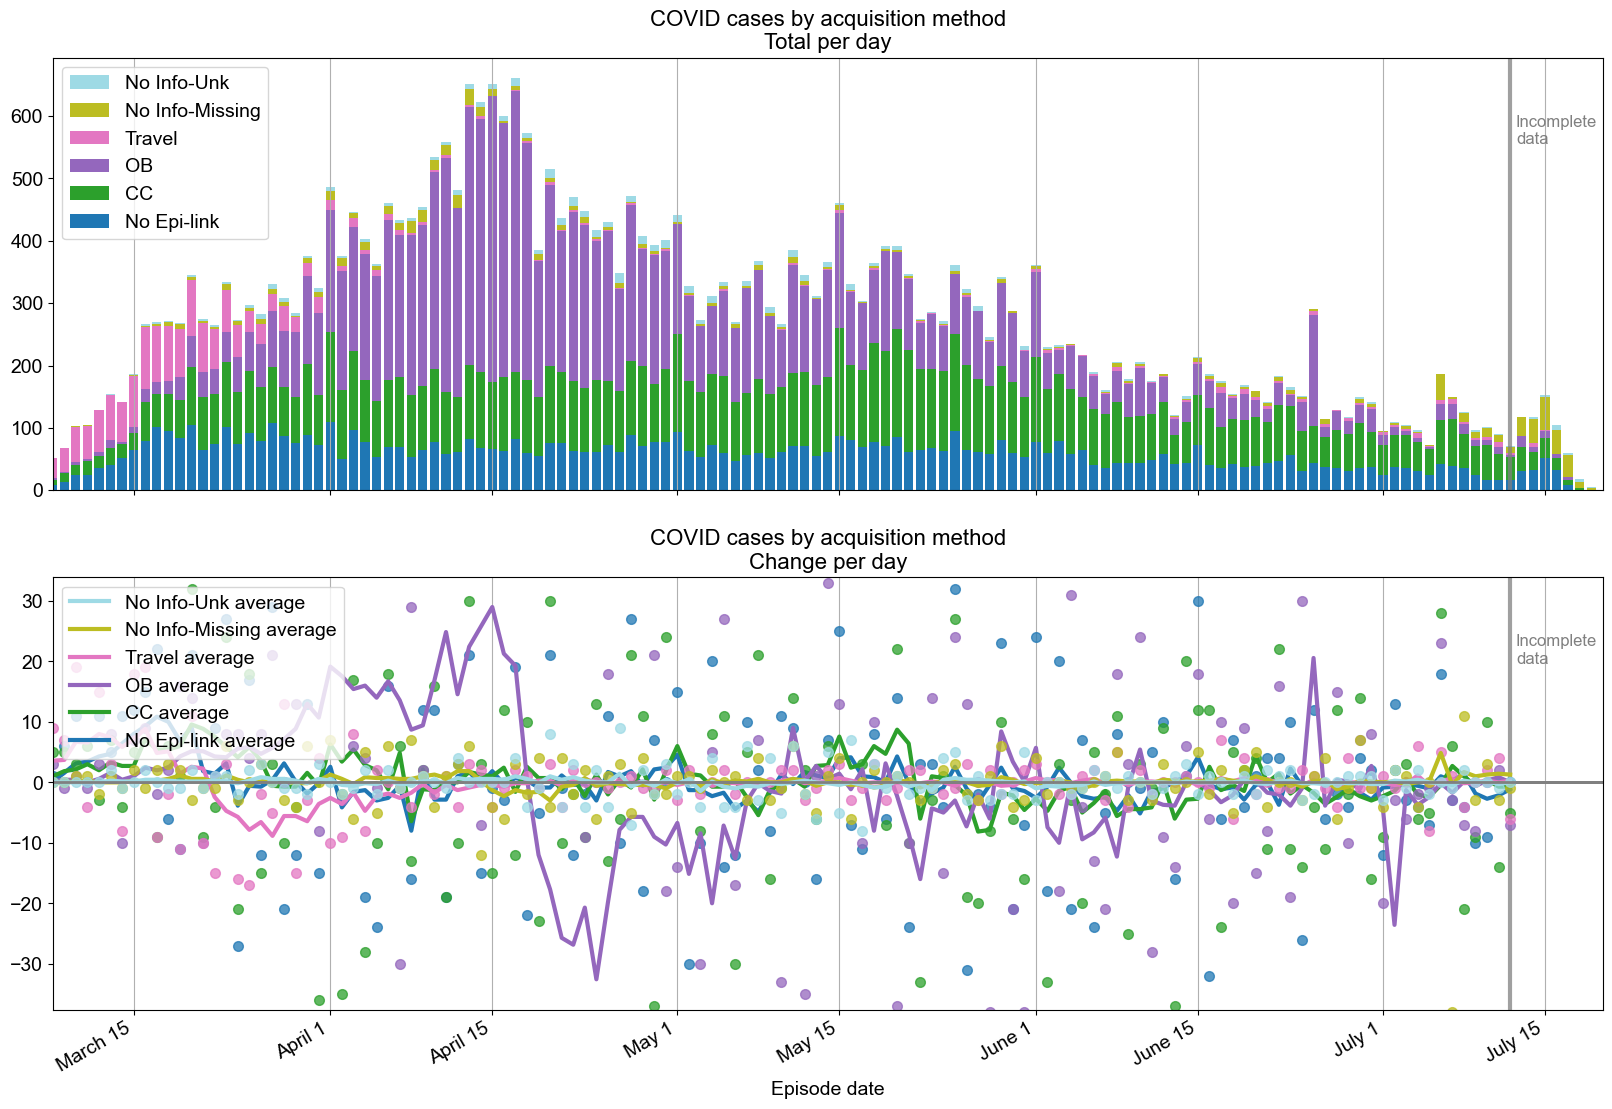 COVID cases by acquisition method
Total per day
No Info-Unk
No Info-Missing
Travel
OB
CC
No Epi-link
600
500
400
300
200
100
0
Incomplete
data
COVID cases by acquisition method
Change per day
No Info-Unk average
No Info-Missing average
Travel average
OB average
CC average
No Epi-link average
30
20
10
0
−10
−20
−30
Incomplete
data
March 15
April 1
April 15
May 1
May 15
June 1
June 15
July 1
July 15
Episode date